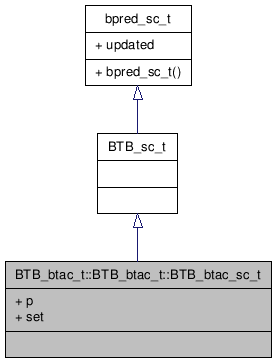 bpred_sc_t
+ updated
+ bpred_sc_t()
BTB_sc_t
BTB_btac_t::BTB_btac_t::BTB_btac_sc_t
+ p
+ set